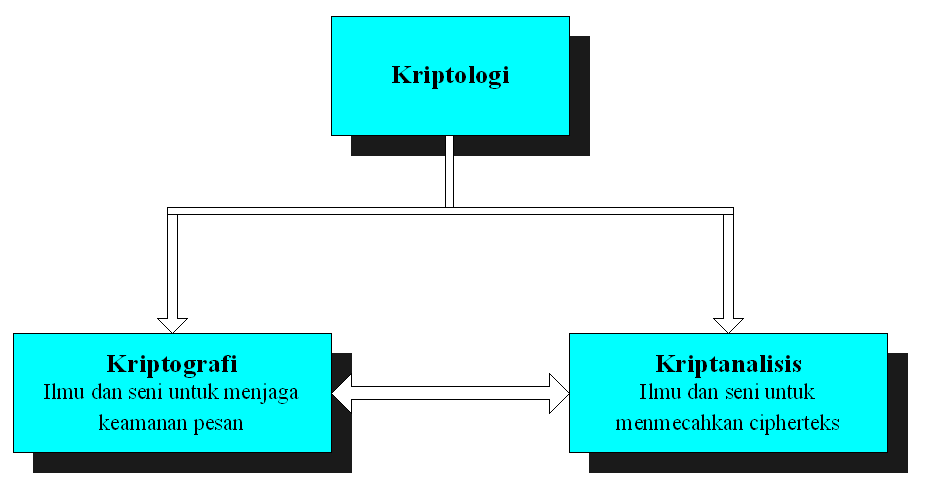 Kriptologi
Kriptografi
Ilmu dan seni untuk menjaga
keamanan pesan
Kriptanalisis
Ilmu dan seni untuk
menmecahkan cipherteks